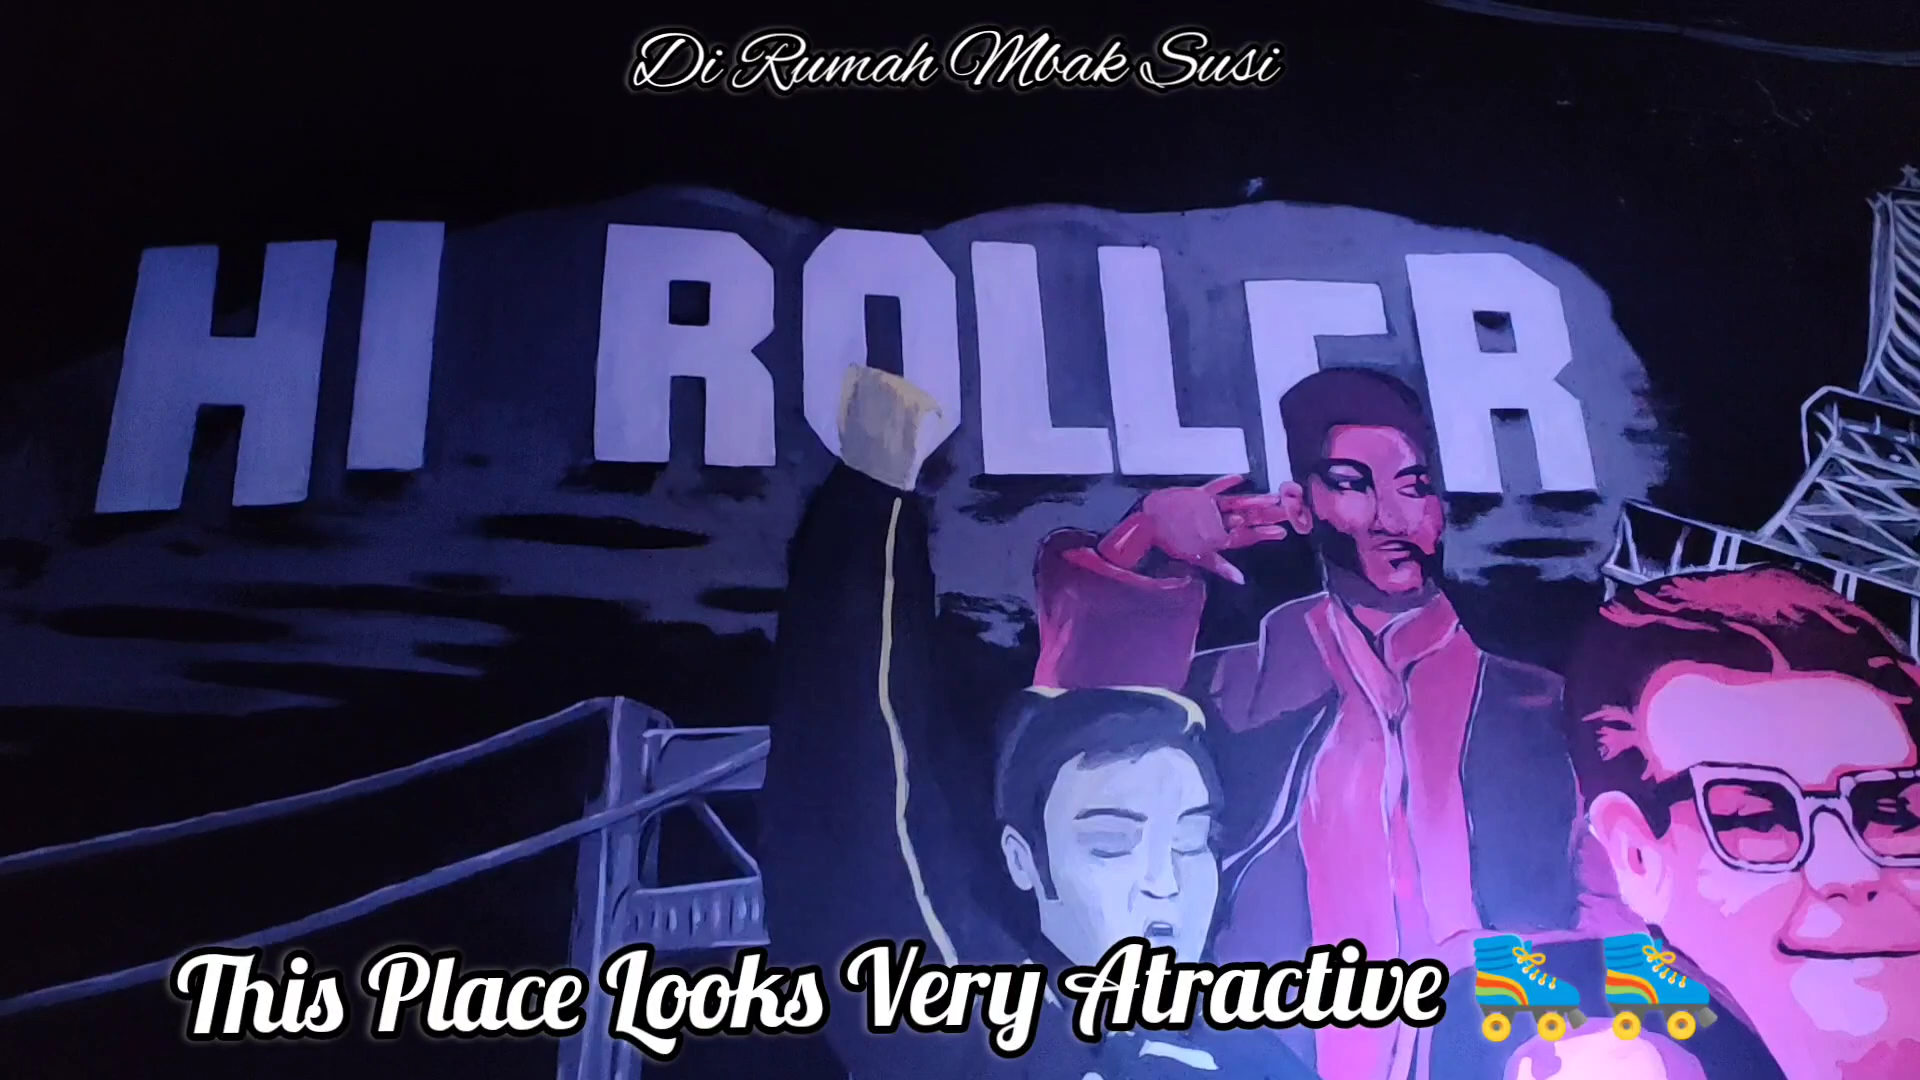 Di Rumah Mbak Susi
HI ROLLER
This Place Looks Very Atractive 🛼🛼